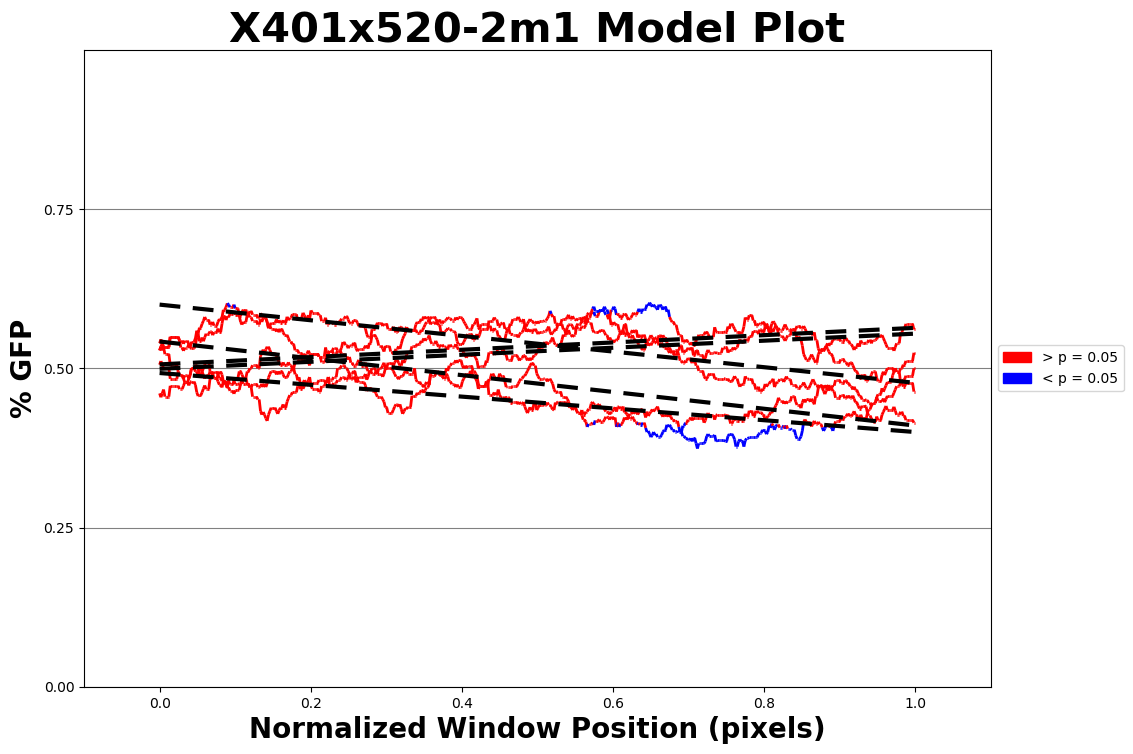 X401x520-2m1 Model Plot
% GFP
0.75
0.50
0.25
0.00
0.0 0.2 0.4 0.6 0.8 1.0
Normalized Window Position (pixels)
> p = 0.05
< p = 0.05